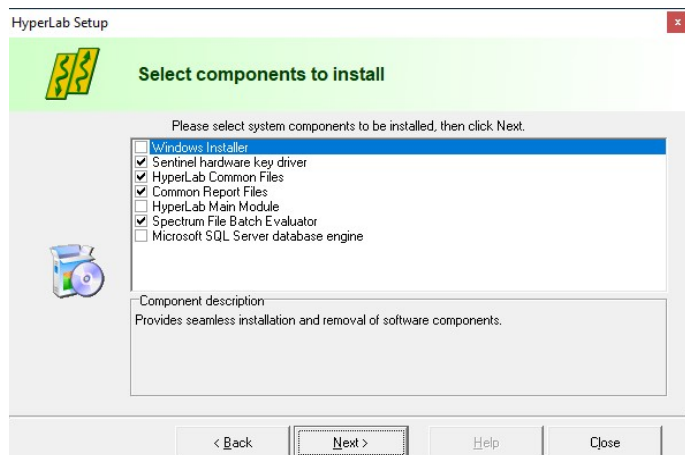 HyperLab Setup
x
Select components to install
Please select system components to be installed, then click Next.
Windows Installer
Sentinel hardware key driver
HyperLab Common Files
Common Report Files
HyperLab Main Module
Spectrum File Batch Evaluator
Microsoft SQL Server database engine
Component description
Provides seamless installation and removal of software components.
< Back Next > Help Close